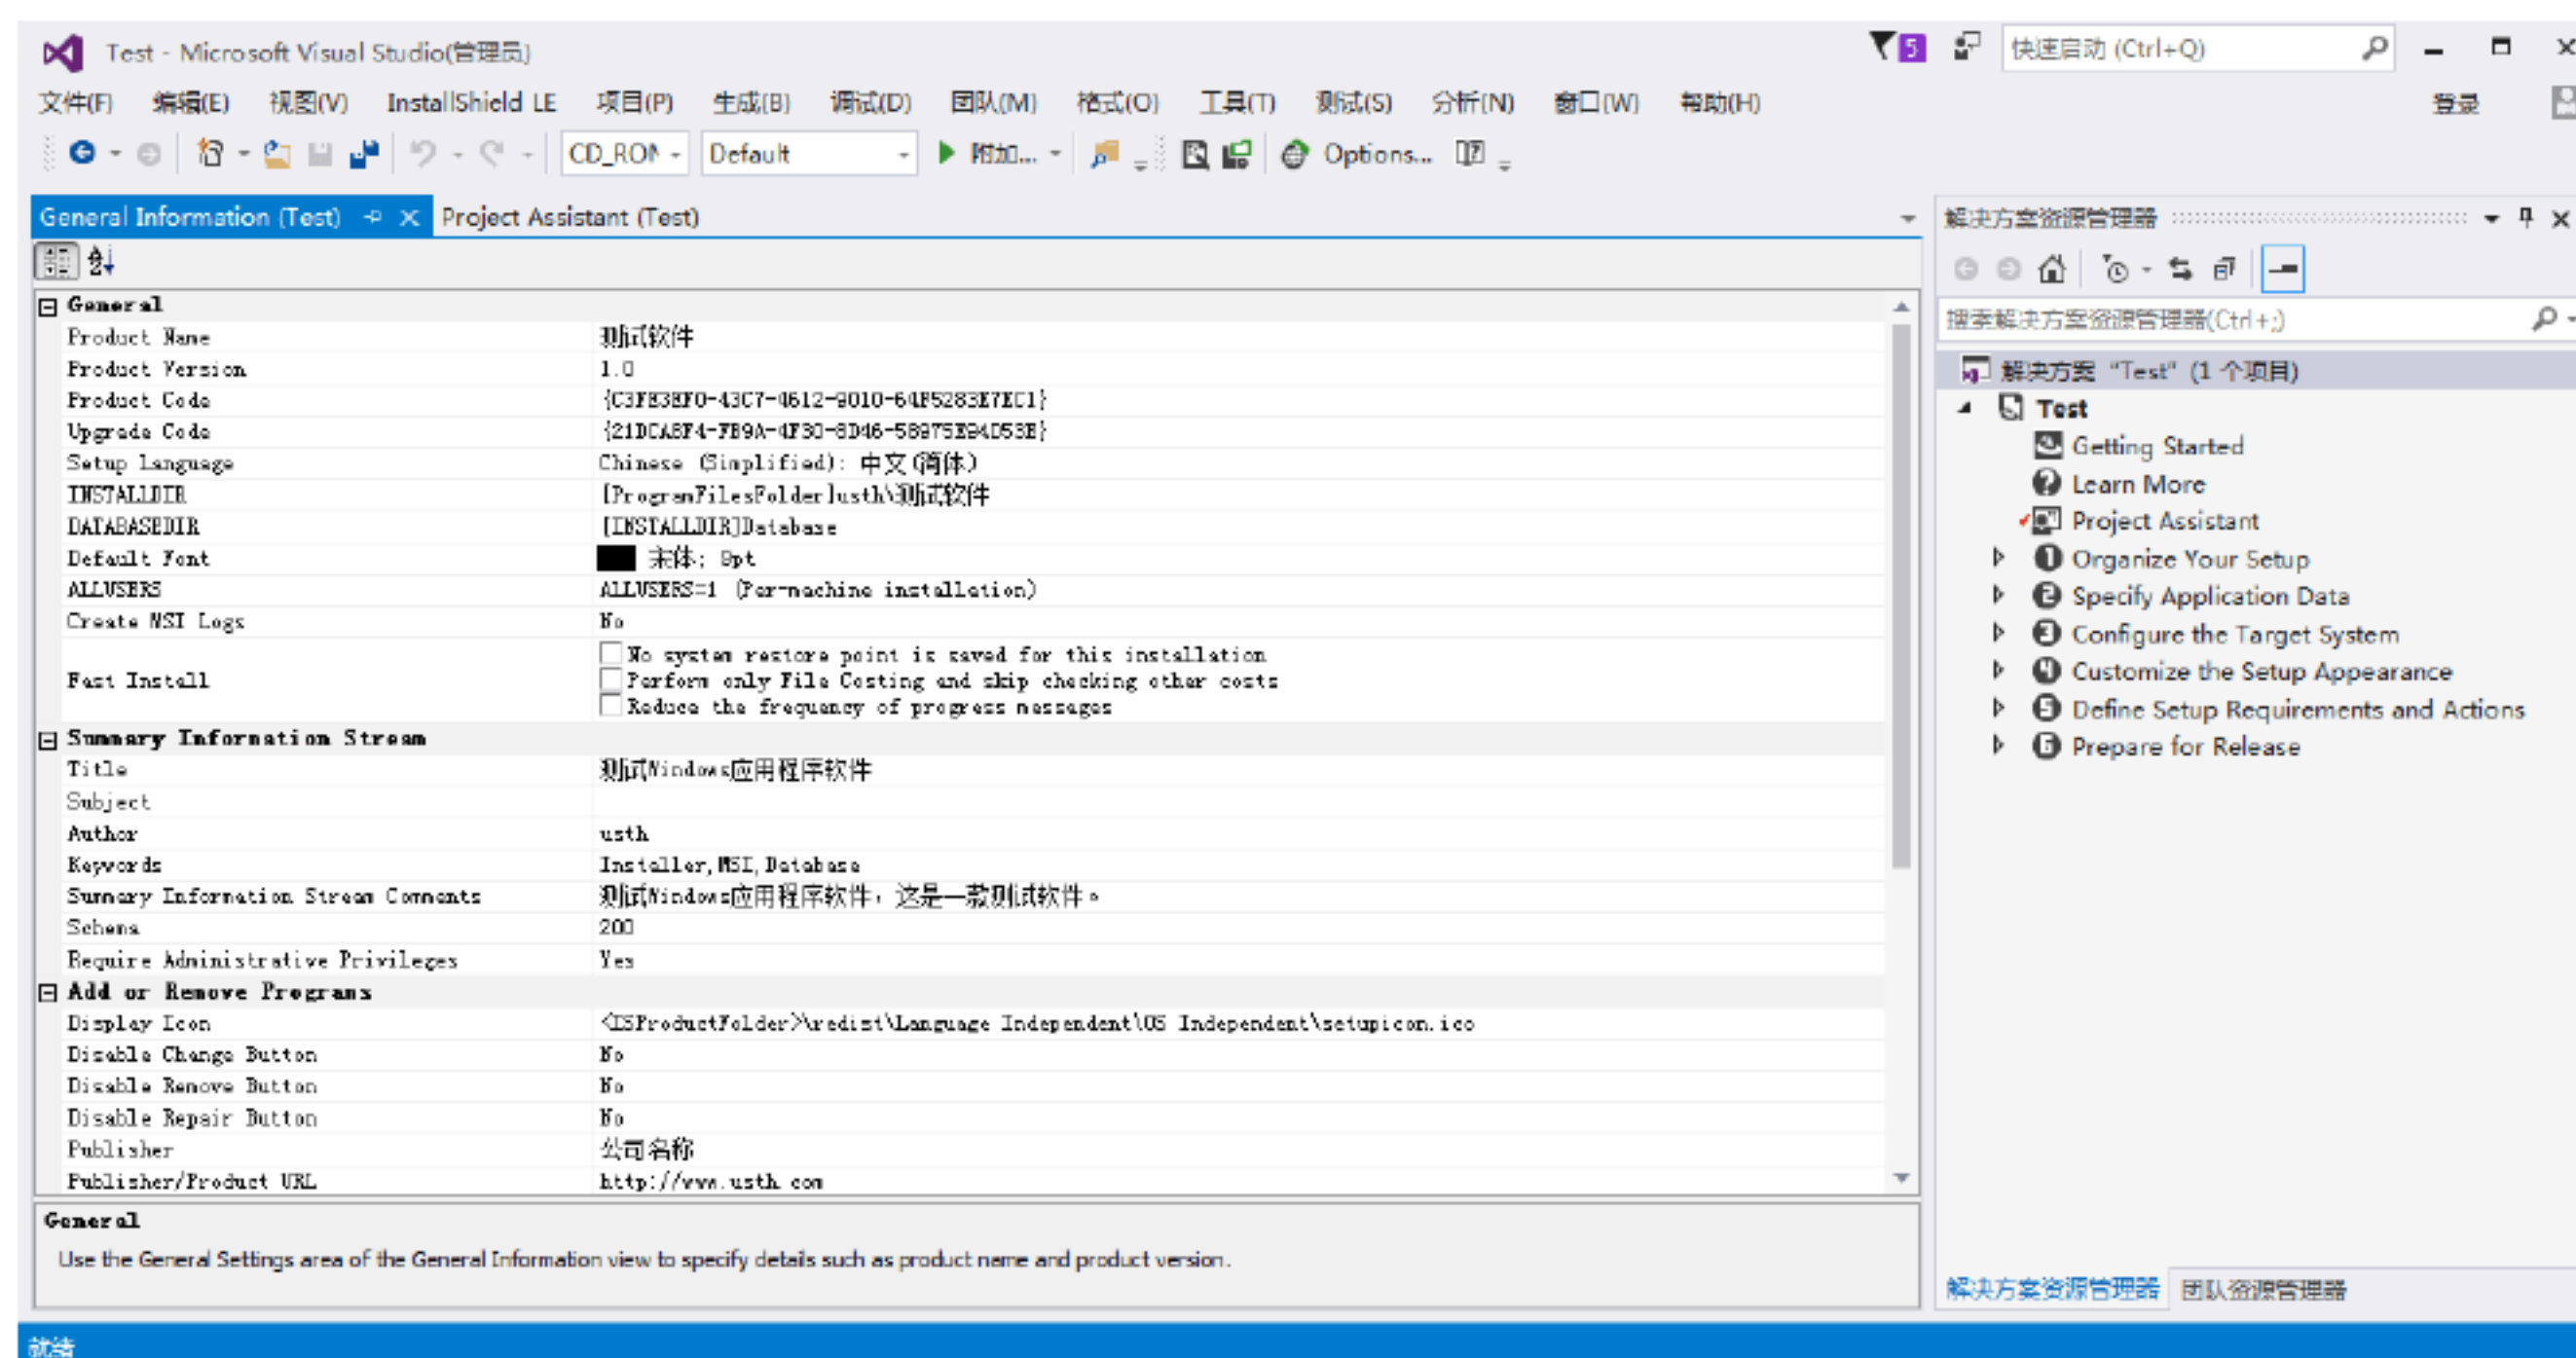 Test - Microsoft Visual Studio(管理员)
5
快速启动 (Ctrl+Q)
文件(F) 编辑(E) 视图(V) InstallShield LE 项目(P) 生成(B) 调试(D) 团队(M) 格式(O) 工具(T) 测试(S) 分析(N) 窗口(W) 帮助(H)
登录
CD_ROM Default 附加... Options...
General Information (Test) Project Assistant (Test)
General
Product Name 测试软件
Product Version 1.0
Product Code
Upgrade Code
Setup Language Chinese (Simplified): 中文(简体)
INSTALLDIR [ProgramFilesFolder]usth\测试软件
DATABASEDIR [INSTALLDIR]Database
Default Font 宋体: 9pt
ALLUSERS ALLUSERS=1 (Per-machine installation)
Create MSI Logs No
Fast Install
No system restore point is saved for this installation
Perform only File Costing and skip checking other costs
Reduce the frequency of progress messages
Summary Information Stream
Title 测试Windows应用程序软件
Subject
Author usth
Keywords Installer,MSI,Database
Summary Information Stream Comments 测试Windows应用程序软件，这是一款测试软件。
Schema 200
Require Administrative Privileges Yes
Add or Remove Programs
Display Icon <ISProductFolder>\redist\Language Independent\OS Independent\setupicon.ico
Disable Change Button No
Disable Remove Button No
Disable Repair Button No
Publisher 公司名称
Publisher/Product URL http://www.usth.com
General
Use the General Settings area of the General Information view to specify details such as product name and product version.
解决方案资源管理器
搜索解决方案资源管理器(Ctrl+;)
解决方案 "Test" (1 个项目)
Test
Getting Started
Learn More
Project Assistant
1 Organize Your Setup
2 Specify Application Data
3 Configure the Target System
4 Customize the Setup Appearance
5 Define Setup Requirements and Actions
6 Prepare for Release
解决方案资源管理器 团队资源管理器
就绪